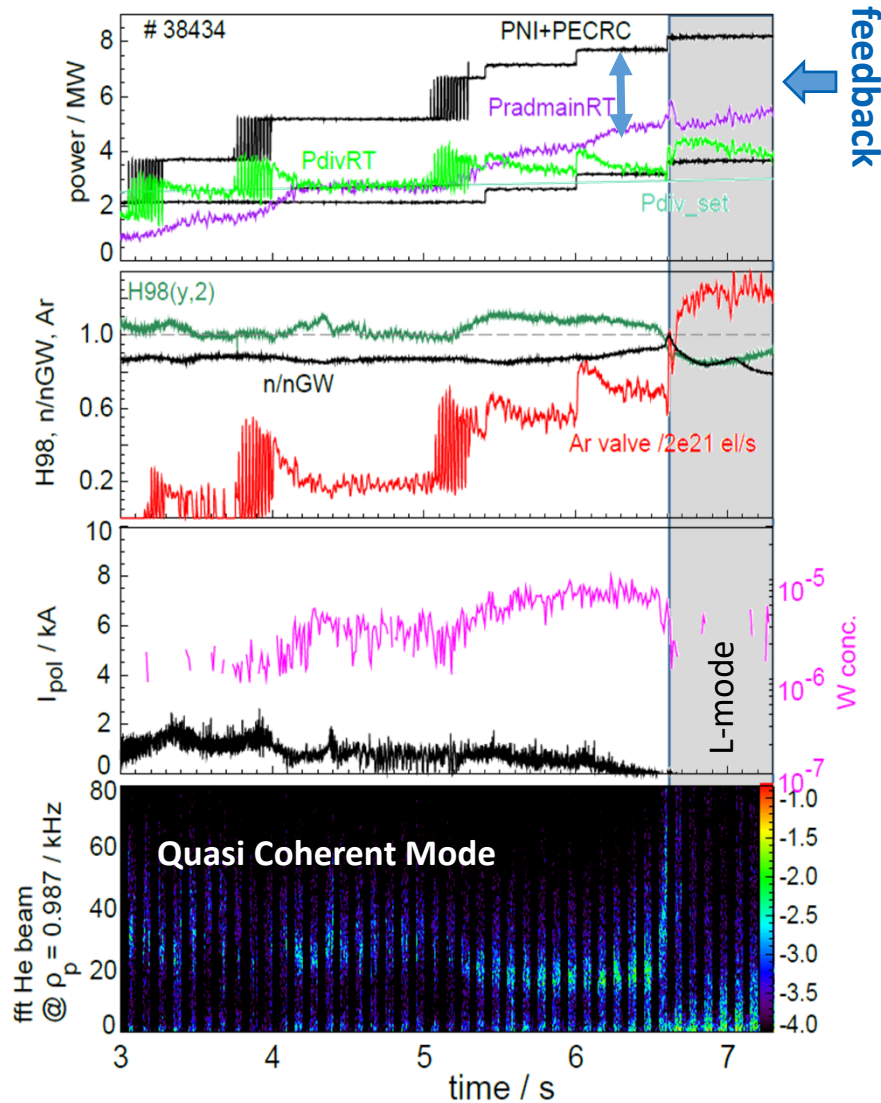 feedback
# 38434
PNI+PECRC
PradmainRT
PdivRT
Pdiv_set
power / MW
8
6
4
2
0
H98(y,2)
n/nGW
Ar valve /2e21 el/s
H98, n/nGW, Ar
1.0
0.6
0.2
Ipol / kA
10
8
6
4
2
0
L-mode
W conc.
10-5
10-6
10-7
Quasi Coherent Mode
fft He beam
@ ρp = 0.987 / kHz
80
60
40
20
0
-1.0
-1.5
-2.0
-2.5
-3.0
-3.5
-4.0
3 4 5 6 7
time / s